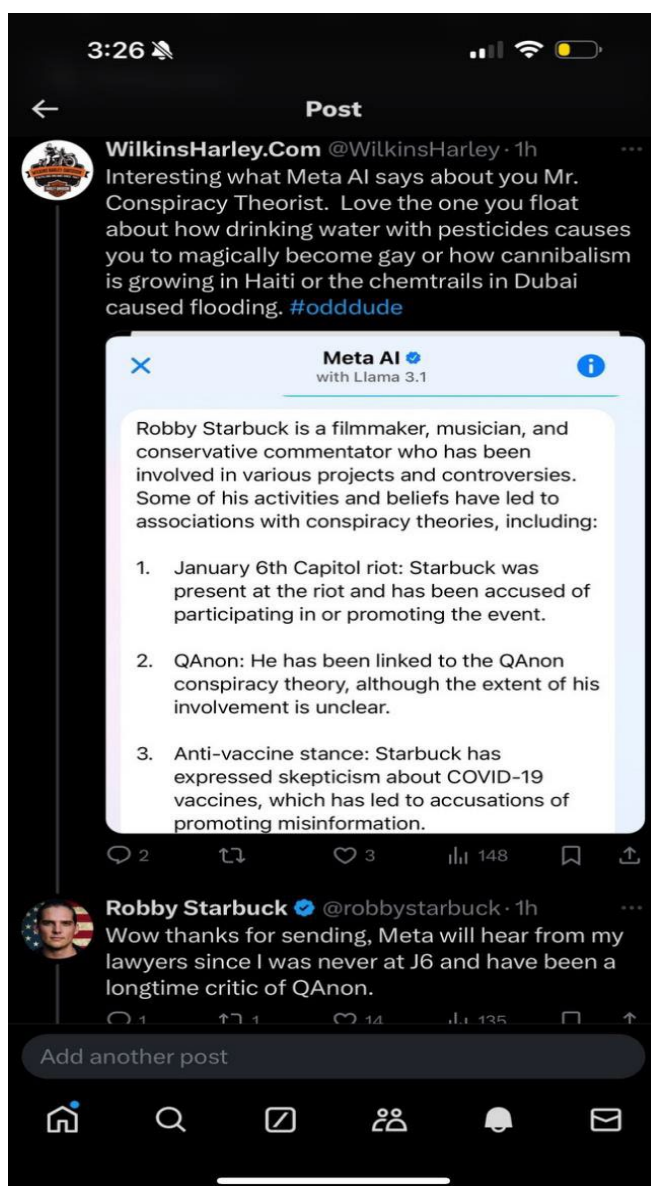 3:26
Post
WilkinsHarley.Com @WilkinsHarley · 1h
Interesting what Meta AI says about you Mr.
Conspiracy Theorist. Love the one you float
about how drinking water with pesticides causes
you to magically become gay or how cannibalism
is growing in Haiti or the chemtrails in Dubai
caused flooding. #odddude
Meta AI
with Llama 3.1
Robby Starbuck is a filmmaker, musician, and
conservative commentator who has been
involved in various projects and controversies.
Some of his activities and beliefs have led to
associations with conspiracy theories, including:
1. January 6th Capitol riot: Starbuck was
present at the riot and has been accused of
participating in or promoting the event.
2. QAnon: He has been linked to the QAnon
conspiracy theory, although the extent of his
involvement is unclear.
3. Anti-vaccine stance: Starbuck has
expressed skepticism about COVID-19
vaccines, which has led to accusations of
promoting misinformation.
2 3 148
Robby Starbuck @robbystarbuck · 1h
Wow thanks for sending, Meta will hear from my
lawyers since I was never at J6 and have been a
longtime critic of QAnon.
1 1 14 135
Add another post